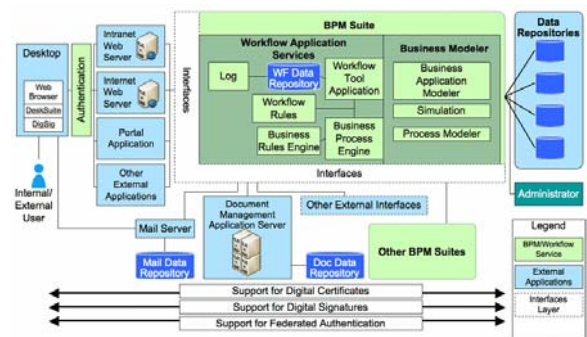 BPM Suite
Data
Repositories
Desktop
Web
Browser
DeskSuite
DigSig
Authentication
Intranet
Web
Server
Internet
Web
Server
Portal
Application
Other
External
Applications
Interfaces
Workflow Application
Services
Log
WF Data
Repository
Workflow
Tool
Application
Workflow
Rules
Business
Rules Engine
Business
Process
Engine
Business Modeler
Business
Application
Modeler
Simulation
Process Modeler
Interfaces
Internal/
External
User
Administrator
Mail Server
Mail Data
Repository
Document
Management
Application Server
Doc Data
Repository
Other External Interfaces
Other BPM Suites
Legend
BPM/Workflow
Service
External
Applications
Interfaces
Layer
Support for Digital Certificates
Support for Digital Signatures
Support for Federated Authentication